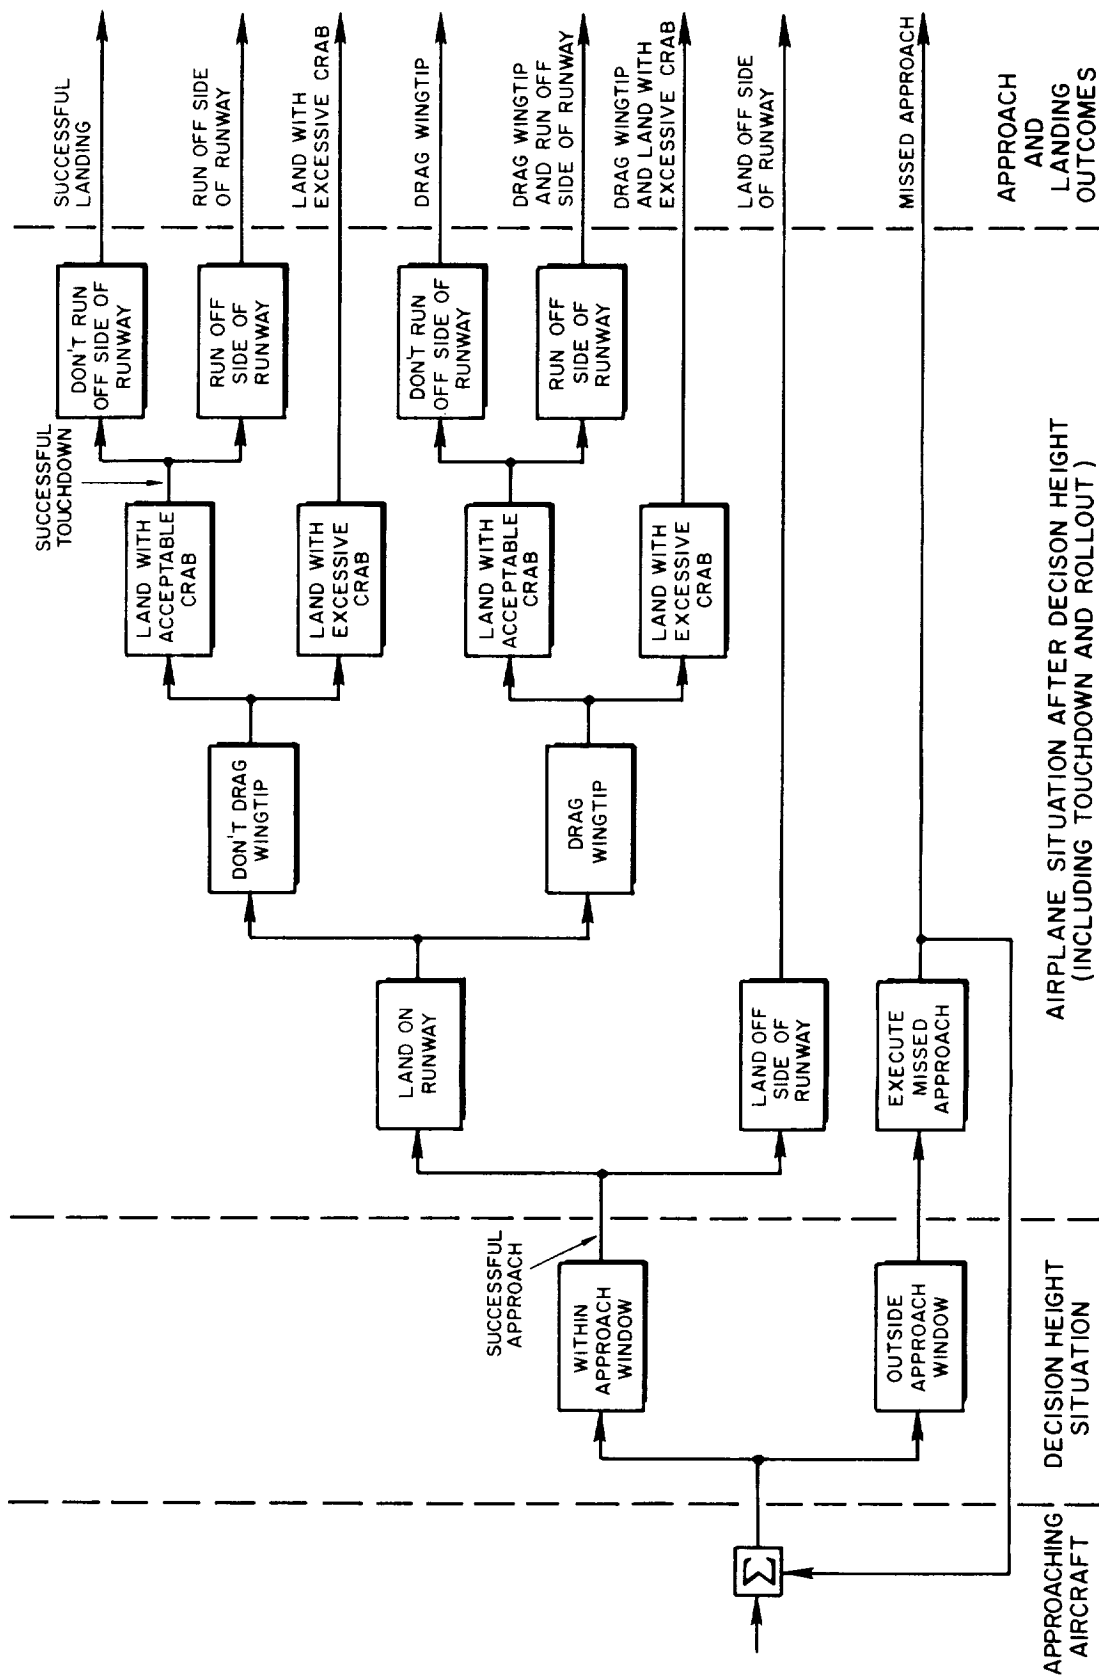 APPROACHING
AIRCRAFT
Σ
DECISION HEIGHT
SITUATION
WITHIN
APPROACH
WINDOW
SUCCESSFUL
APPROACH
OUTSIDE
APPROACH
WINDOW
AIRPLANE SITUATION AFTER DECISON HEIGHT
(INCLUDING TOUCHDOWN AND ROLLOUT)
LAND ON
RUNWAY
LAND OFF
SIDE OF
RUNWAY
EXECUTE
MISSED
APPROACH
DON'T DRAG
WINGTIP
DRAG
WINGTIP
LAND WITH
ACCEPTABLE
CRAB
SUCCESSFUL
TOUCHDOWN
LAND WITH
EXCESSIVE
CRAB
LAND WITH
ACCEPTABLE
CRAB
LAND WITH
EXCESSIVE
CRAB
DON'T RUN
OFF SIDE OF
RUNWAY
RUN OFF
SIDE OF
RUNWAY
DON'T RUN
OFF SIDE OF
RUNWAY
RUN OFF
SIDE OF
RUNWAY
SUCCESSFUL
LANDING
RUN OFF SIDE
OF RUNWAY
LAND WITH
EXCESSIVE CRAB
DRAG WINGTIP
DRAG WINGTIP
AND RUN OFF
SIDE OF RUNWAY
DRAG WINGTIP
AND LAND WITH
EXCESSIVE CRAB
LAND OFF SIDE
OF RUNWAY
MISSED APPROACH
APPROACH
AND
LANDING
OUTCOMES